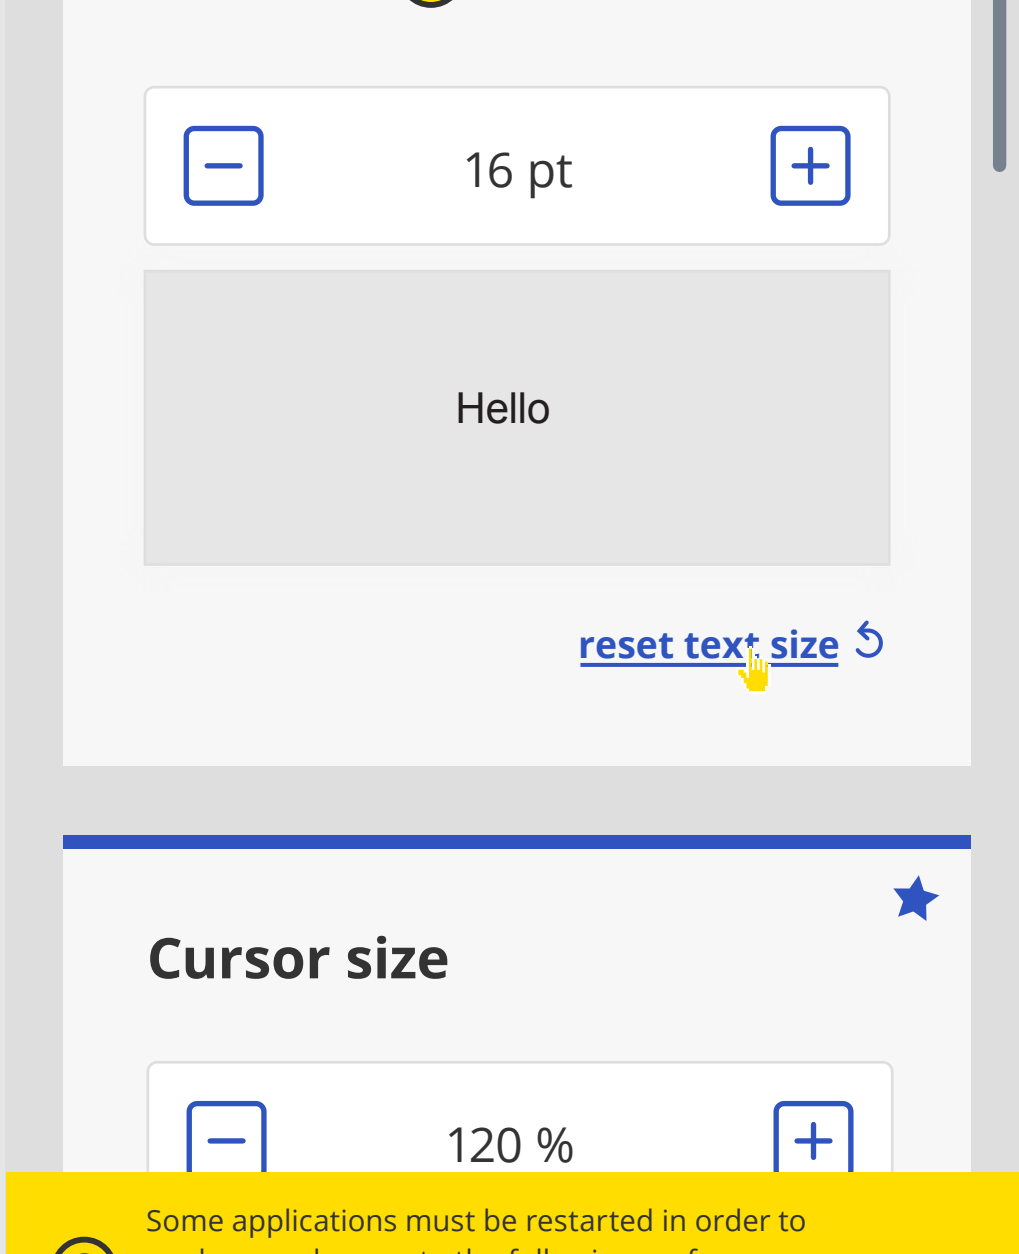 16 pt
Hello
reset text size
Cursor size
120 %
Some applications must be restarted in order to